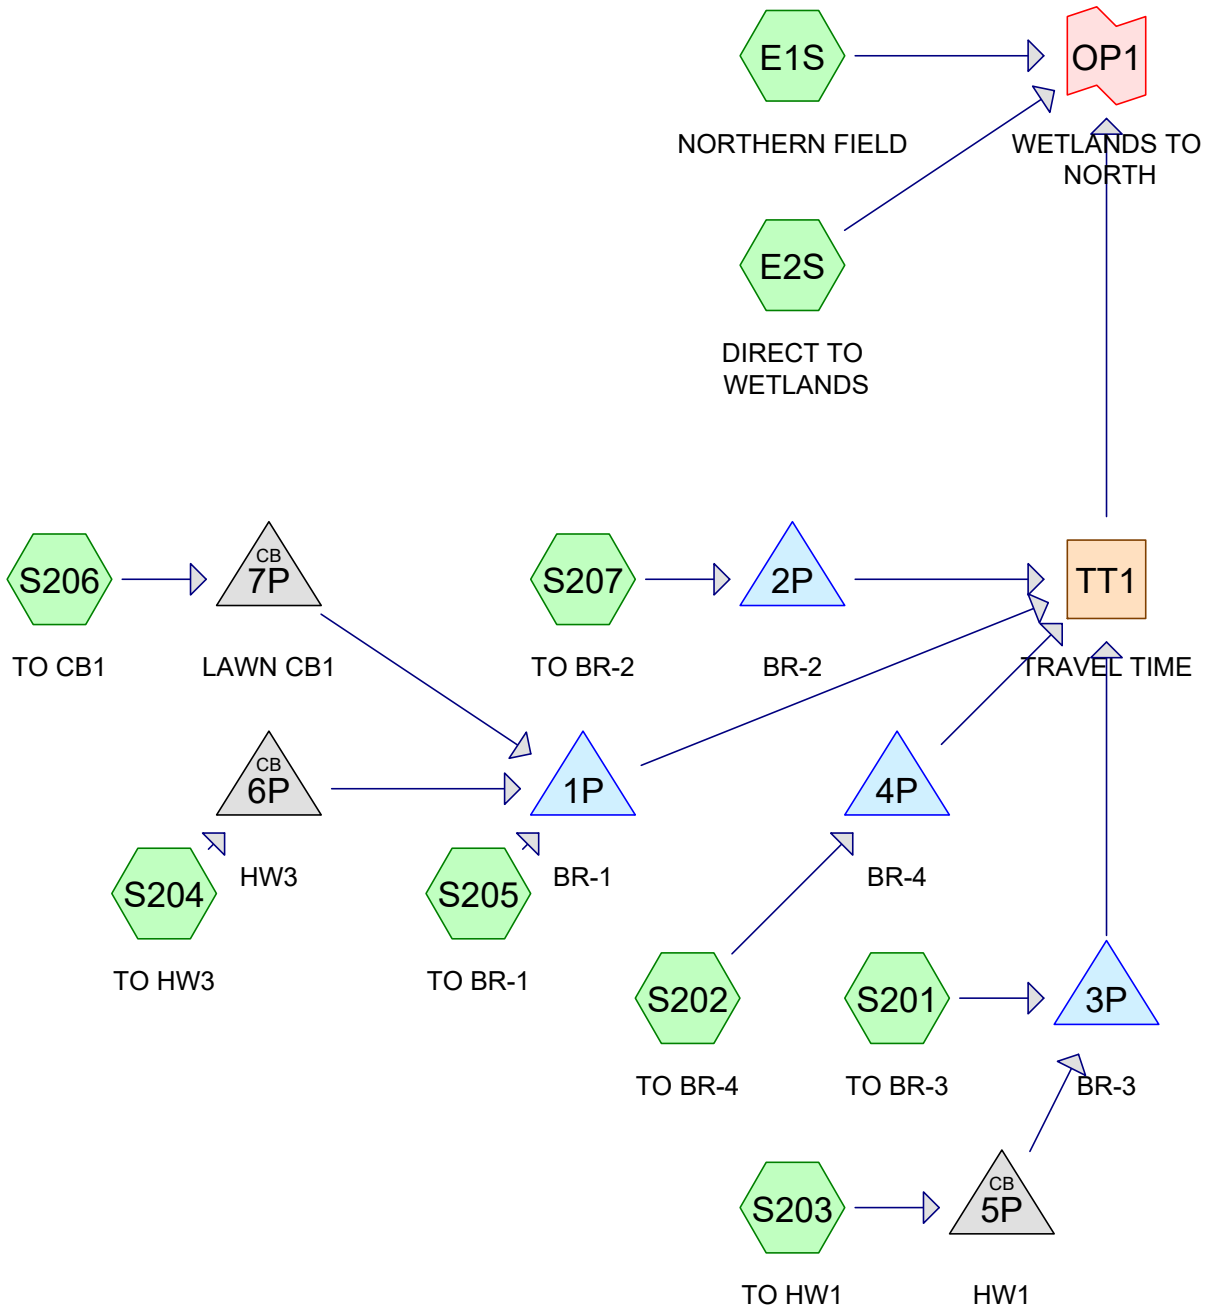 E1S
OP1
NORTHERN FIELD
WETLANDS TO
NORTH
E2S
DIRECT TO
WETLANDS
S206
CB
7P
S207
2P
TT1
TO CB1
LAWN CB1
TO BR-2
BR-2
TRAVEL TIME
CB
6P
1P
4P
HW3
BR-1
BR-4
S204
S205
TO HW3
TO BR-1
S202
S201
3P
TO BR-4
TO BR-3
BR-3
S203
CB
5P
TO HW1
HW1